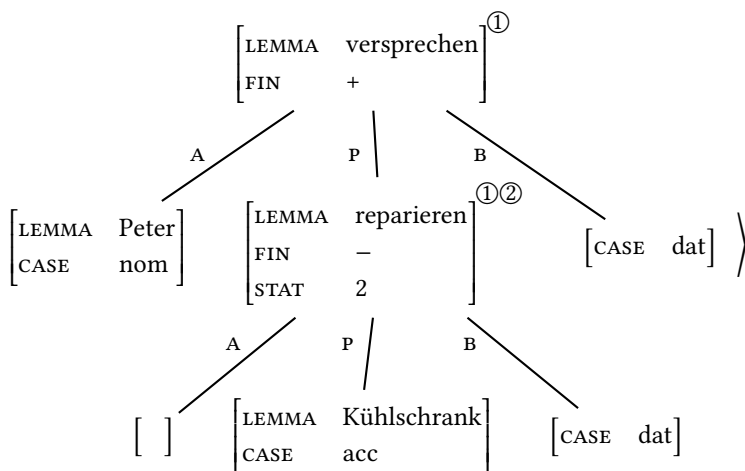 [LEMMA versprechen]①
[FIN +]
A P B
[LEMMA Peter] [LEMMA reparieren]①② [CASE dat] ⟩
[CASE nom] [FIN −]
[STAT 2]
A P B
[ ] [LEMMA Kühlschrank] [CASE dat]
[CASE acc]